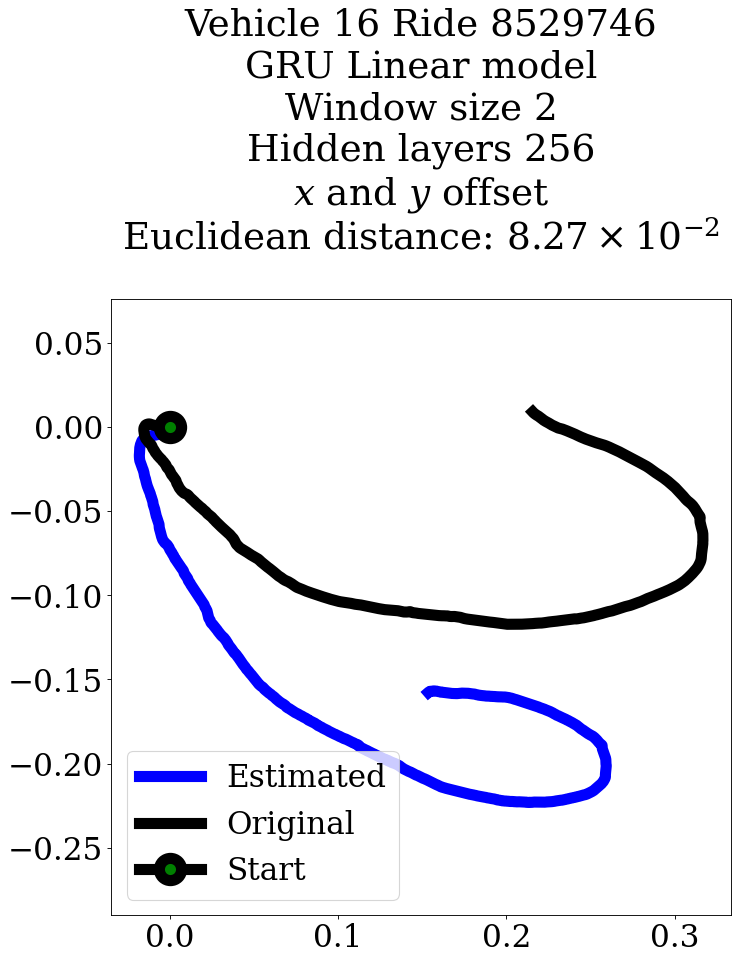 Vehicle 16 Ride 8529746
GRU Linear model
Window size 2
Hidden layers 256
x and y offset
Euclidean distance: 8.27 × 10⁻²
0.05
0.00
−0.05
−0.10
−0.15
−0.20
−0.25
Estimated
Original
Start
0.0 0.1 0.2 0.3